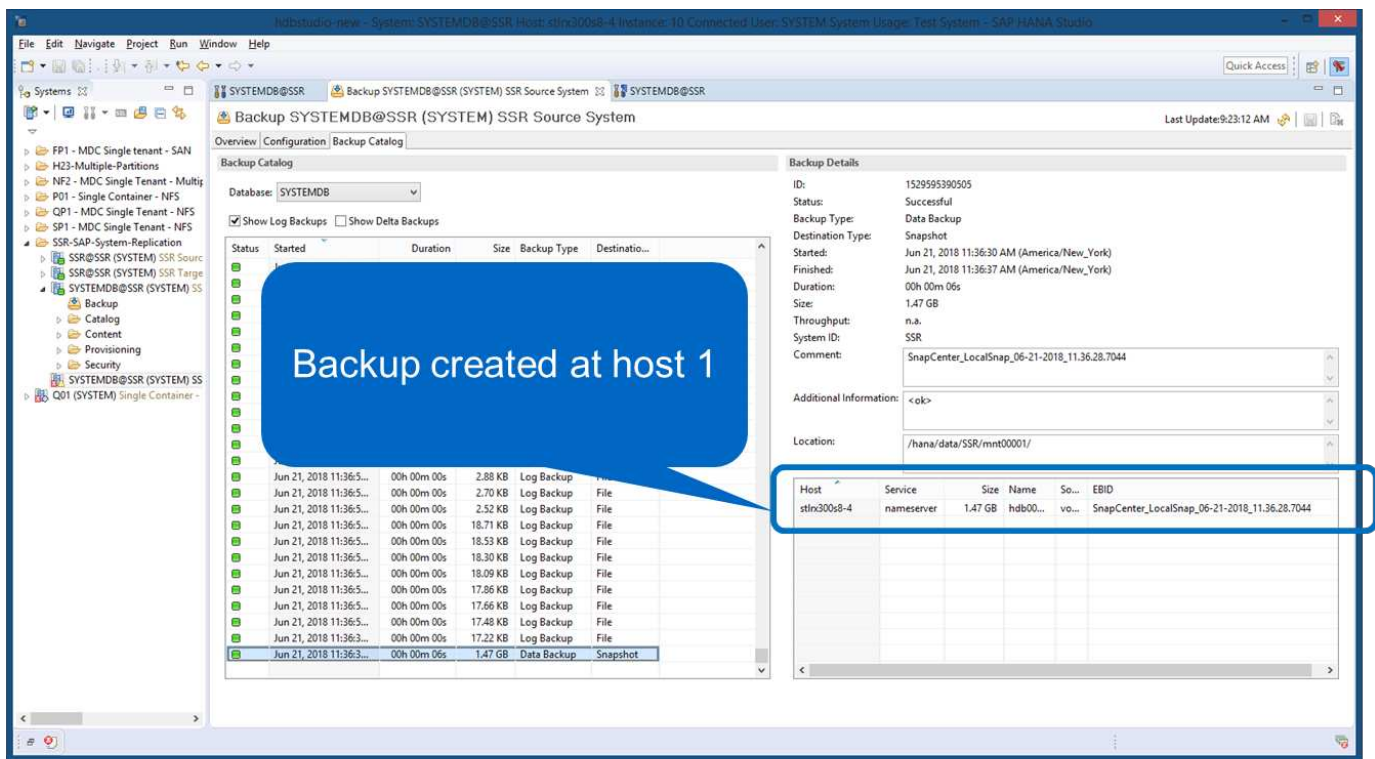 hdbstudio-new - System: SYSTEMDB@SSR Host: stlrx300s8-4 Instance: 10 Connected User: SYSTEM System Usage: Test System - SAP HANA Studio
File Edit Navigate Project Run Window Help
Quick Access
Systems
SYSTEMDB@SSR Backup SYSTEMDB@SSR (SYSTEM) SSR Source System SYSTEMDB@SSR
Backup SYSTEMDB@SSR (SYSTEM) SSR Source System
Last Update:9:23:12 AM
Overview Configuration Backup Catalog
FP1 - MDC Single tenant - SAN
H23-Multiple-Partitions
NF2 - MDC Single Tenant - Multip
P01 - Single Container - NFS
QP1 - MDC Single Tenant - NFS
SP1 - MDC Single Tenant - NFS
SSR-SAP-System-Replication
SSR@SSR (SYSTEM) SSR Sourc
SSR@SSR (SYSTEM) SSR Targe
SYSTEMDB@SSR (SYSTEM) SS
Backup
Catalog
Content
Provisioning
Security
SYSTEMDB@SSR (SYSTEM) SS
Q01 (SYSTEM) Single Container -
Backup Catalog
Database: SYSTEMDB
Show Log Backups Show Delta Backups
Status Started Duration Size Backup Type Destinatio...
Backup created at host 1
Jun 21, 2018 11:36:5... 00h 00m 00s 2.88 KB Log Backup
Jun 21, 2018 11:36:5... 00h 00m 00s 2.70 KB Log Backup File
Jun 21, 2018 11:36:5... 00h 00m 00s 2.52 KB Log Backup File
Jun 21, 2018 11:36:5... 00h 00m 00s 18.71 KB Log Backup File
Jun 21, 2018 11:36:5... 00h 00m 00s 18.53 KB Log Backup File
Jun 21, 2018 11:36:5... 00h 00m 00s 18.30 KB Log Backup File
Jun 21, 2018 11:36:5... 00h 00m 00s 18.09 KB Log Backup File
Jun 21, 2018 11:36:5... 00h 00m 00s 17.86 KB Log Backup File
Jun 21, 2018 11:36:5... 00h 00m 00s 17.66 KB Log Backup File
Jun 21, 2018 11:36:5... 00h 00m 00s 17.48 KB Log Backup File
Jun 21, 2018 11:36:3... 00h 00m 00s 17.22 KB Log Backup File
Jun 21, 2018 11:36:3... 00h 00m 06s 1.47 GB Data Backup Snapshot
Backup Details
ID: 1529595390505
Status: Successful
Backup Type: Data Backup
Destination Type: Snapshot
Started: Jun 21, 2018 11:36:30 AM (America/New_York)
Finished: Jun 21, 2018 11:36:37 AM (America/New_York)
Duration: 00h 00m 06s
Size: 1.47 GB
Throughput: n.a.
System ID: SSR
Comment: SnapCenter_LocalSnap_06-21-2018_11.36.28.7044
Additional Information: <ok>
Location: /hana/data/SSR/mnt00001/
Host Service Size Name So... EBID
stlrx300s8-4 nameserver 1.47 GB hdb00... vo... SnapCenter_LocalSnap_06-21-2018_11.36.28.7044